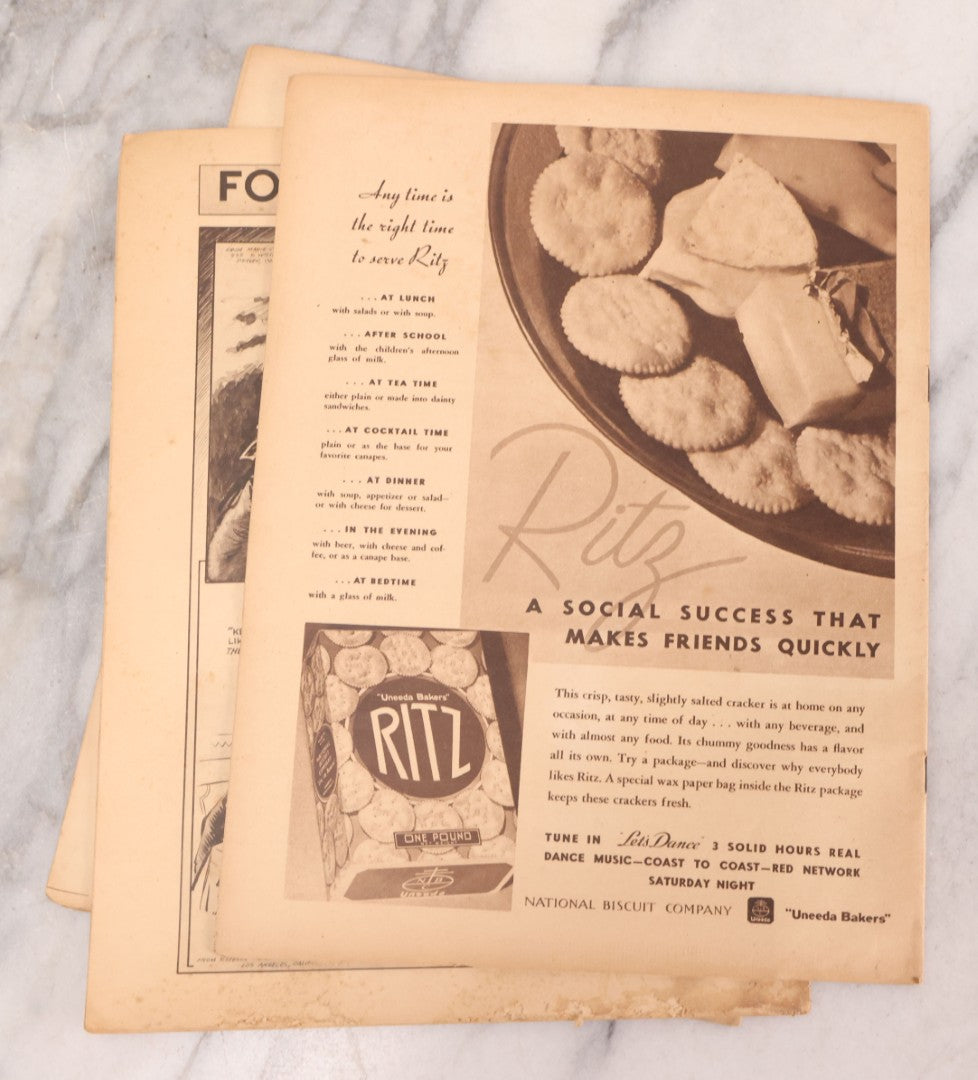 FO
Any time is
the right time
to serve Ritz
... AT LUNCH
with salads or with soup.
... AFTER SCHOOL
with the children's afternoon
glass of milk.
... AT TEA TIME
either plain or made into dainty
sandwiches.
... AT COCKTAIL TIME
plain or as the base for your
favorite canapes.
... AT DINNER
with soup, appetizer or salad—
or with cheese for dessert.
... IN THE EVENING
with beer, with cheese and cof-
fee, or as a canape base.
... AT BEDTIME
with a glass of milk.
Ritz
A SOCIAL SUCCESS THAT
MAKES FRIENDS QUICKLY
"Uneeda Bakers"
RITZ
ONE POUND
This crisp, tasty, slightly salted cracker is at home on any
occasion, at any time of day . . . with any beverage, and
with almost any food. Its chummy goodness has a flavor
all its own. Try a package—and discover why everybody
likes Ritz. A special wax paper bag inside the Ritz package
keeps these crackers fresh.
TUNE IN "Let's Dance" 3 SOLID HOURS REAL
DANCE MUSIC—COAST TO COAST—RED NETWORK
SATURDAY NIGHT
NATIONAL BISCUIT COMPANY Uneeda "Uneeda Bakers"
FROM
LOS ANGELES,